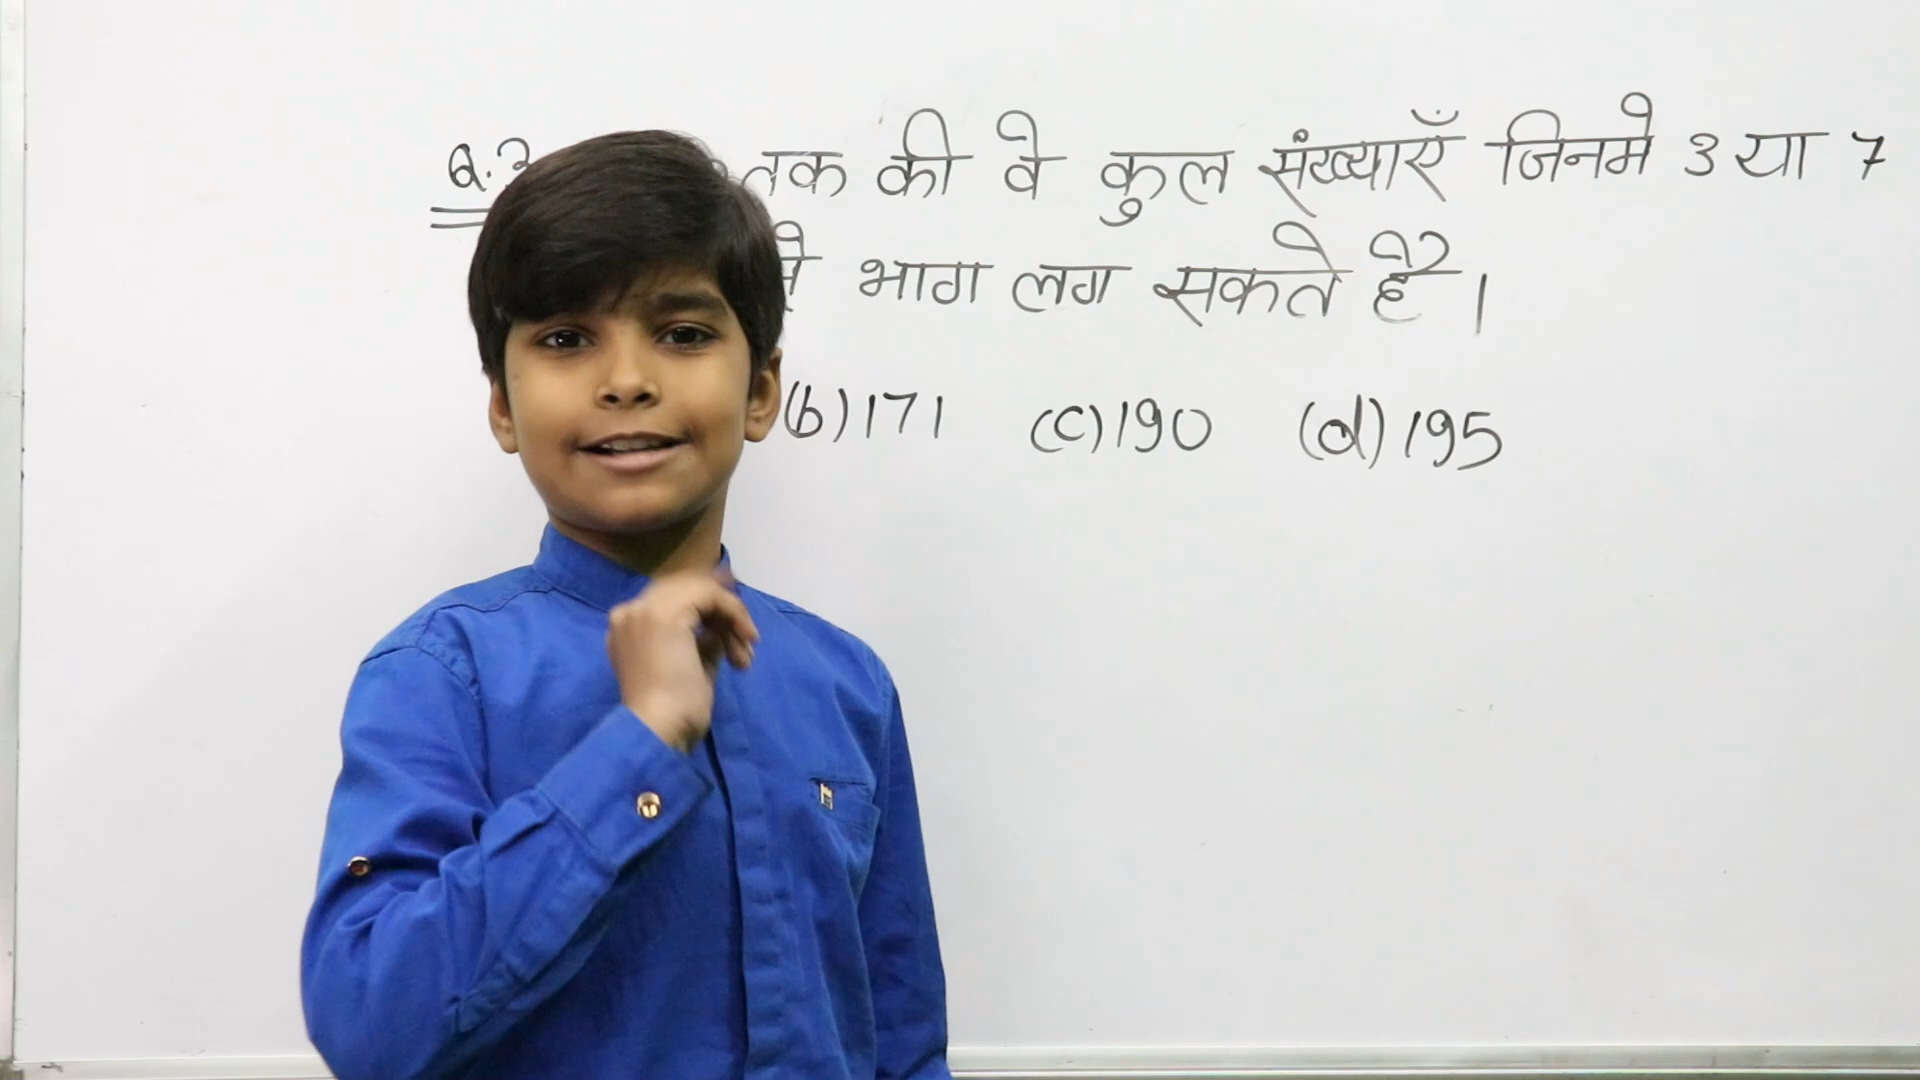 Q.3 तक की वे कुल संख्याएँ जिनमे 3 या 7
से भाग लग सकते है।
(b) 171 (c) 190 (d) 195